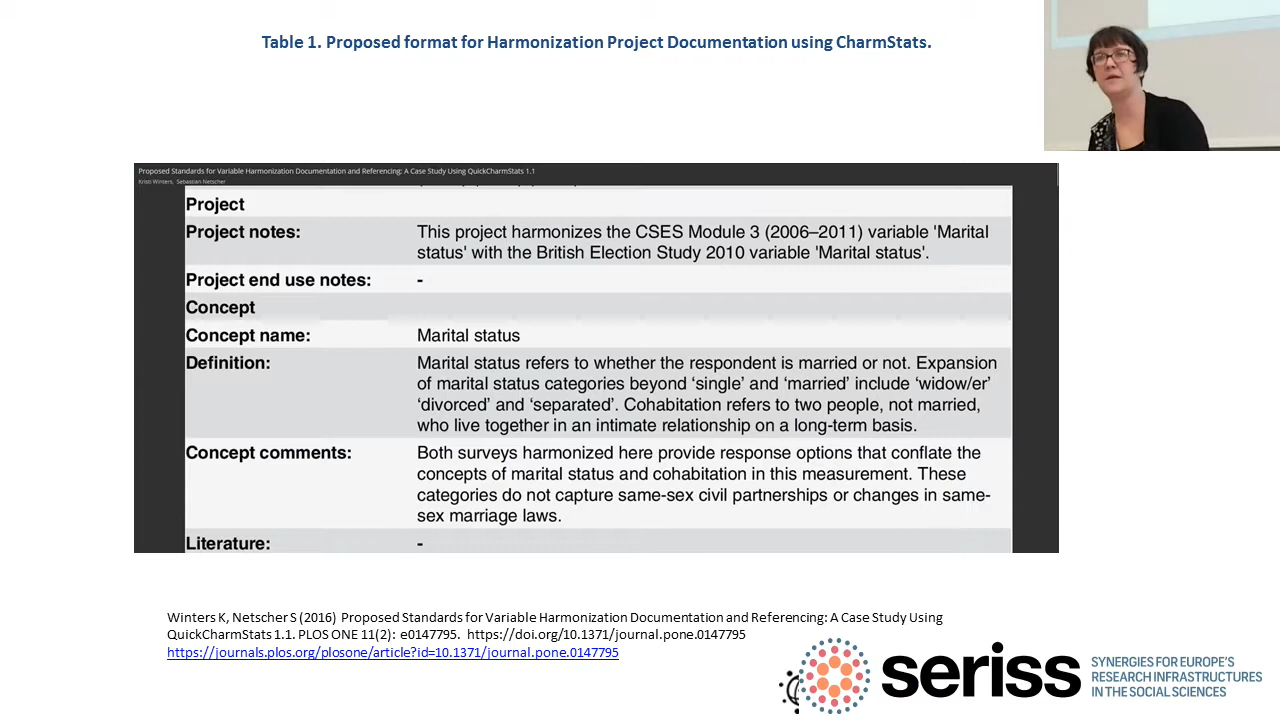 Table 1. Proposed format for Harmonization Project Documentation using CharmStats.
Proposed Standards for Variable Harmonization Documentation and Referencing: A Case Study Using QuickCharmStats 1.1
Kristi Winters, Sebastian Netscher
Project
Project notes: This project harmonizes the CSES Module 3 (2006–2011) variable 'Marital
status' with the British Election Study 2010 variable 'Marital status'.
Project end use notes: -
Concept
Concept name: Marital status
Definition: Marital status refers to whether the respondent is married or not. Expansion
of marital status categories beyond ‘single’ and ‘married’ include ‘widow/er’
‘divorced’ and ‘separated’. Cohabitation refers to two people, not married,
who live together in an intimate relationship on a long-term basis.
Concept comments: Both surveys harmonized here provide response options that conflate the
concepts of marital status and cohabitation in this measurement. These
categories do not capture same-sex civil partnerships or changes in same-
sex marriage laws.
Literature: -
Winters K, Netscher S (2016) Proposed Standards for Variable Harmonization Documentation and Referencing: A Case Study Using
QuickCharmStats 1.1. PLOS ONE 11(2): e0147795. https://doi.org/10.1371/journal.pone.0147795
https://journals.plos.org/plosone/article?id=10.1371/journal.pone.0147795
seriss
SYNERGIES FOR EUROPE'S
RESEARCH INFRASTRUCTURES
IN THE SOCIAL SCIENCES